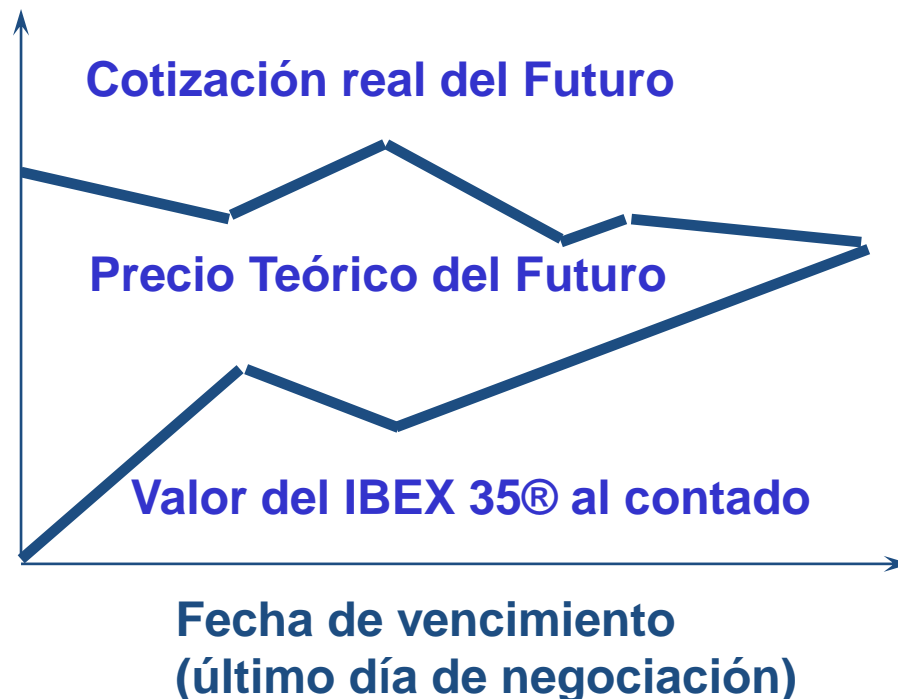 Cotización real del Futuro
Precio Teórico del Futuro
Valor del IBEX 35® al contado
Fecha de vencimiento
(último día de negociación)